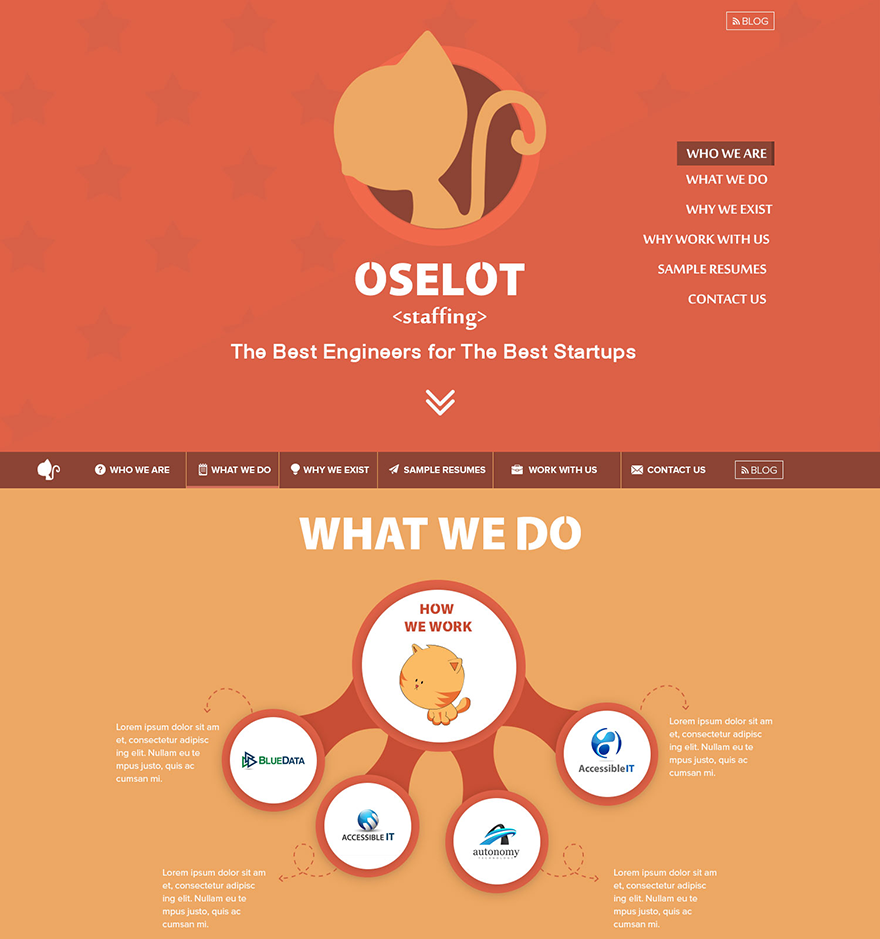 BLOG
WHO WE ARE
WHAT WE DO
WHY WE EXIST
WHY WORK WITH US
SAMPLE RESUMES
CONTACT US
OSELOT
<staffing>
The Best Engineers for The Best Startups
WHO WE ARE
WHAT WE DO
WHY WE EXIST
SAMPLE RESUMES
WORK WITH US
CONTACT US
BLOG
WHAT WE DO
HOW
WE WORK
Lorem ipsum dolor sit am
et, consectetur adipisc
ing elit. Nullam eu te
mpus justo, quis ac
cumsan mi.
BLUEDATA
ACCESSIBLE IT
autonomy
TECHNOLOGY
AccessibleIT
Lorem ipsum dolor sit am
et, consectetur adipisc
ing elit. Nullam eu te
mpus justo, quis ac
cumsan mi.
Lorem ipsum dolor sit am
et, consectetur adipisc
ing elit. Nullam eu te
mpus justo, quis ac
cumsan mi.
Lorem ipsum dolor sit am
et, consectetur adipisc
ing elit. Nullam eu te
mpus justo, quis ac
cumsan mi.